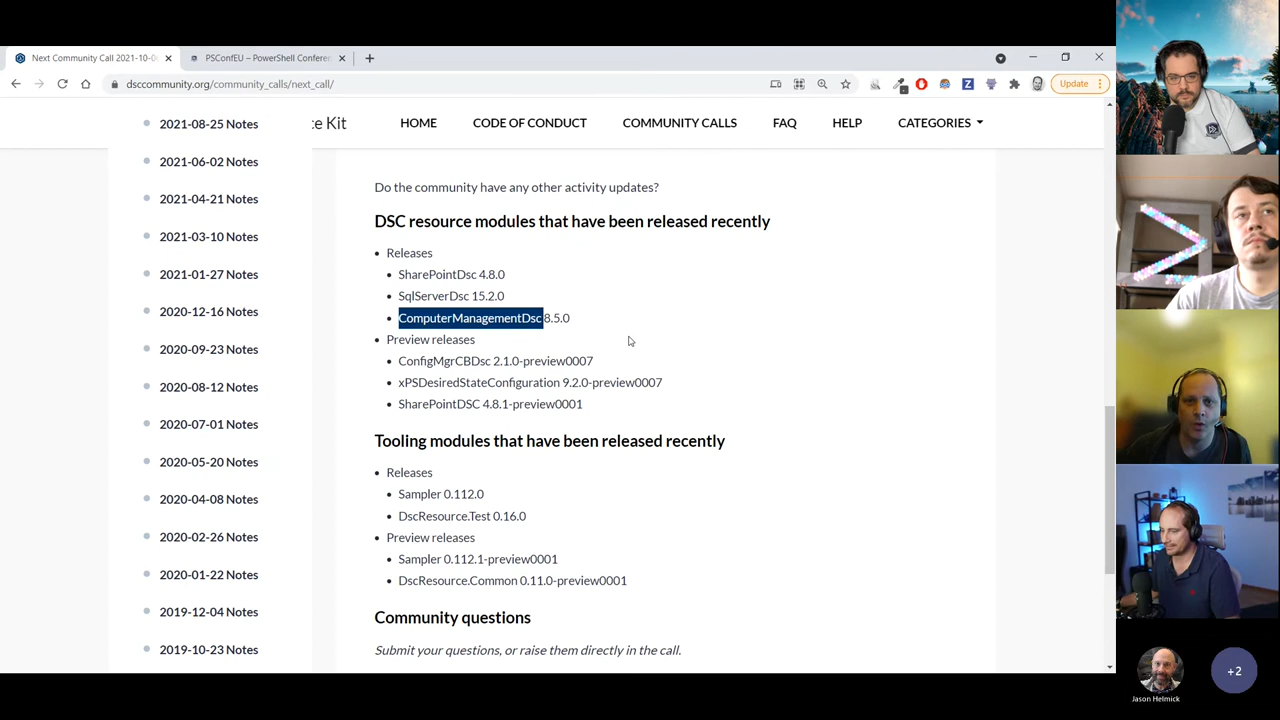 Next Community Call 2021-10-0
PSConfEU – PowerShell Conferen
dsccommunity.org/community_calls/next_call/
Update
ce Kit
HOME
CODE OF CONDUCT
COMMUNITY CALLS
FAQ
HELP
CATEGORIES
2021-08-25 Notes
2021-06-02 Notes
2021-04-21 Notes
2021-03-10 Notes
2021-01-27 Notes
2020-12-16 Notes
2020-09-23 Notes
2020-08-12 Notes
2020-07-01 Notes
2020-05-20 Notes
2020-04-08 Notes
2020-02-26 Notes
2020-01-22 Notes
2019-12-04 Notes
2019-10-23 Notes
Do the community have any other activity updates?
DSC resource modules that have been released recently
Releases
SharePointDsc 4.8.0
SqlServerDsc 15.2.0
ComputerManagementDsc 8.5.0
Preview releases
ConfigMgrCBDsc 2.1.0-preview0007
xPSDesiredStateConfiguration 9.2.0-preview0007
SharePointDSC 4.8.1-preview0001
Tooling modules that have been released recently
Releases
Sampler 0.112.0
DscResource.Test 0.16.0
Preview releases
Sampler 0.112.1-preview0001
DscResource.Common 0.11.0-preview0001
Community questions
Submit your questions, or raise them directly in the call.
Jason Helmick
+2